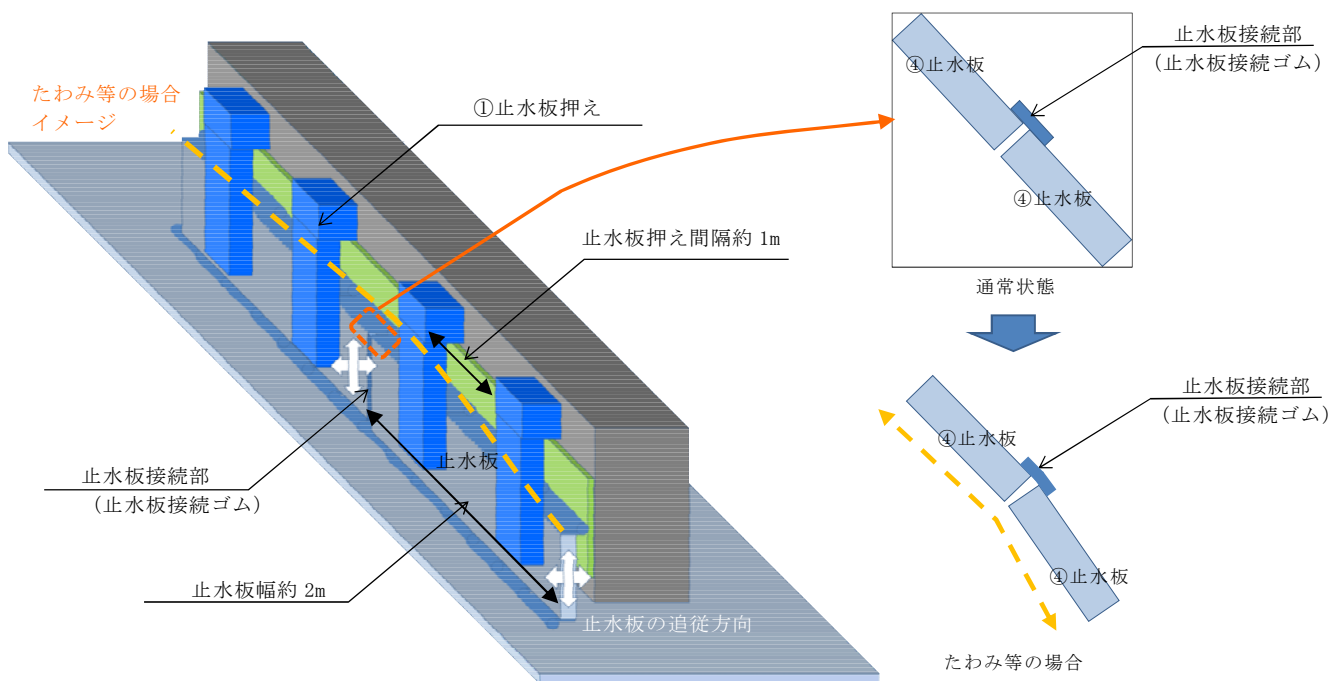 たわみ等の場合
イメージ
①止水板押え
止水板押え間隔約 1m
止水板接続部
(止水板接続ゴム)
止水板
止水板幅約 2m
止水板の追従方向
止水板接続部
(止水板接続ゴム)
④止水板
④止水板
通常状態
止水板接続部
(止水板接続ゴム)
④止水板
④止水板
たわみ等の場合